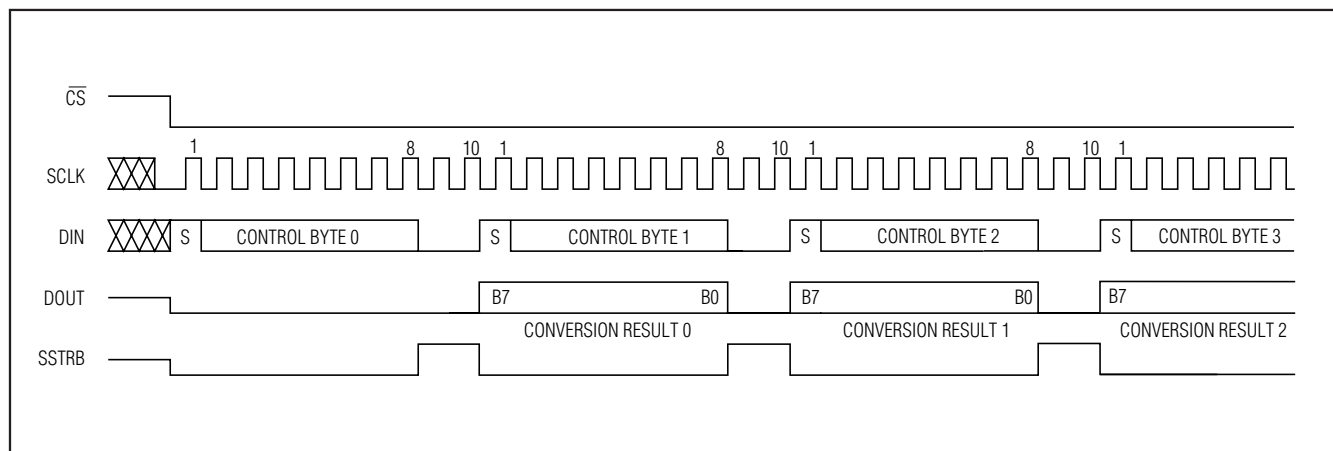 CS
1 8 10 1 8 10 1 8 10 1
SCLK
DIN S CONTROL BYTE 0 S CONTROL BYTE 1 S CONTROL BYTE 2 S CONTROL BYTE 3
DOUT B7 B0 B7 B0 B7
CONVERSION RESULT 0 CONVERSION RESULT 1 CONVERSION RESULT 2
SSTRB